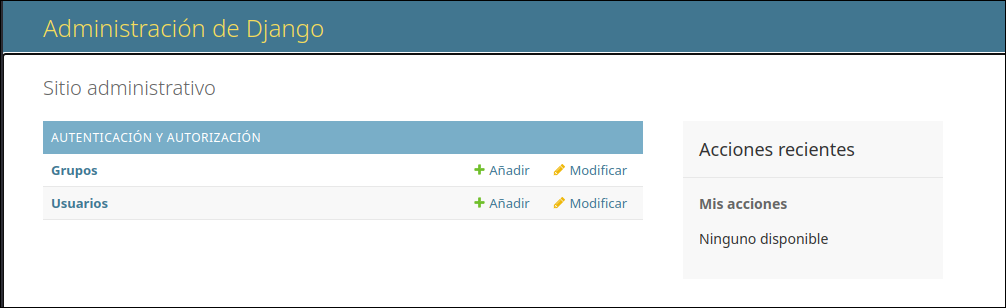 Administración de Django
Sitio administrativo
AUTENTICACIÓN Y AUTORIZACIÓN
Grupos Añadir Modificar
Usuarios Añadir Modificar
Acciones recientes
Mis acciones
Ninguno disponible